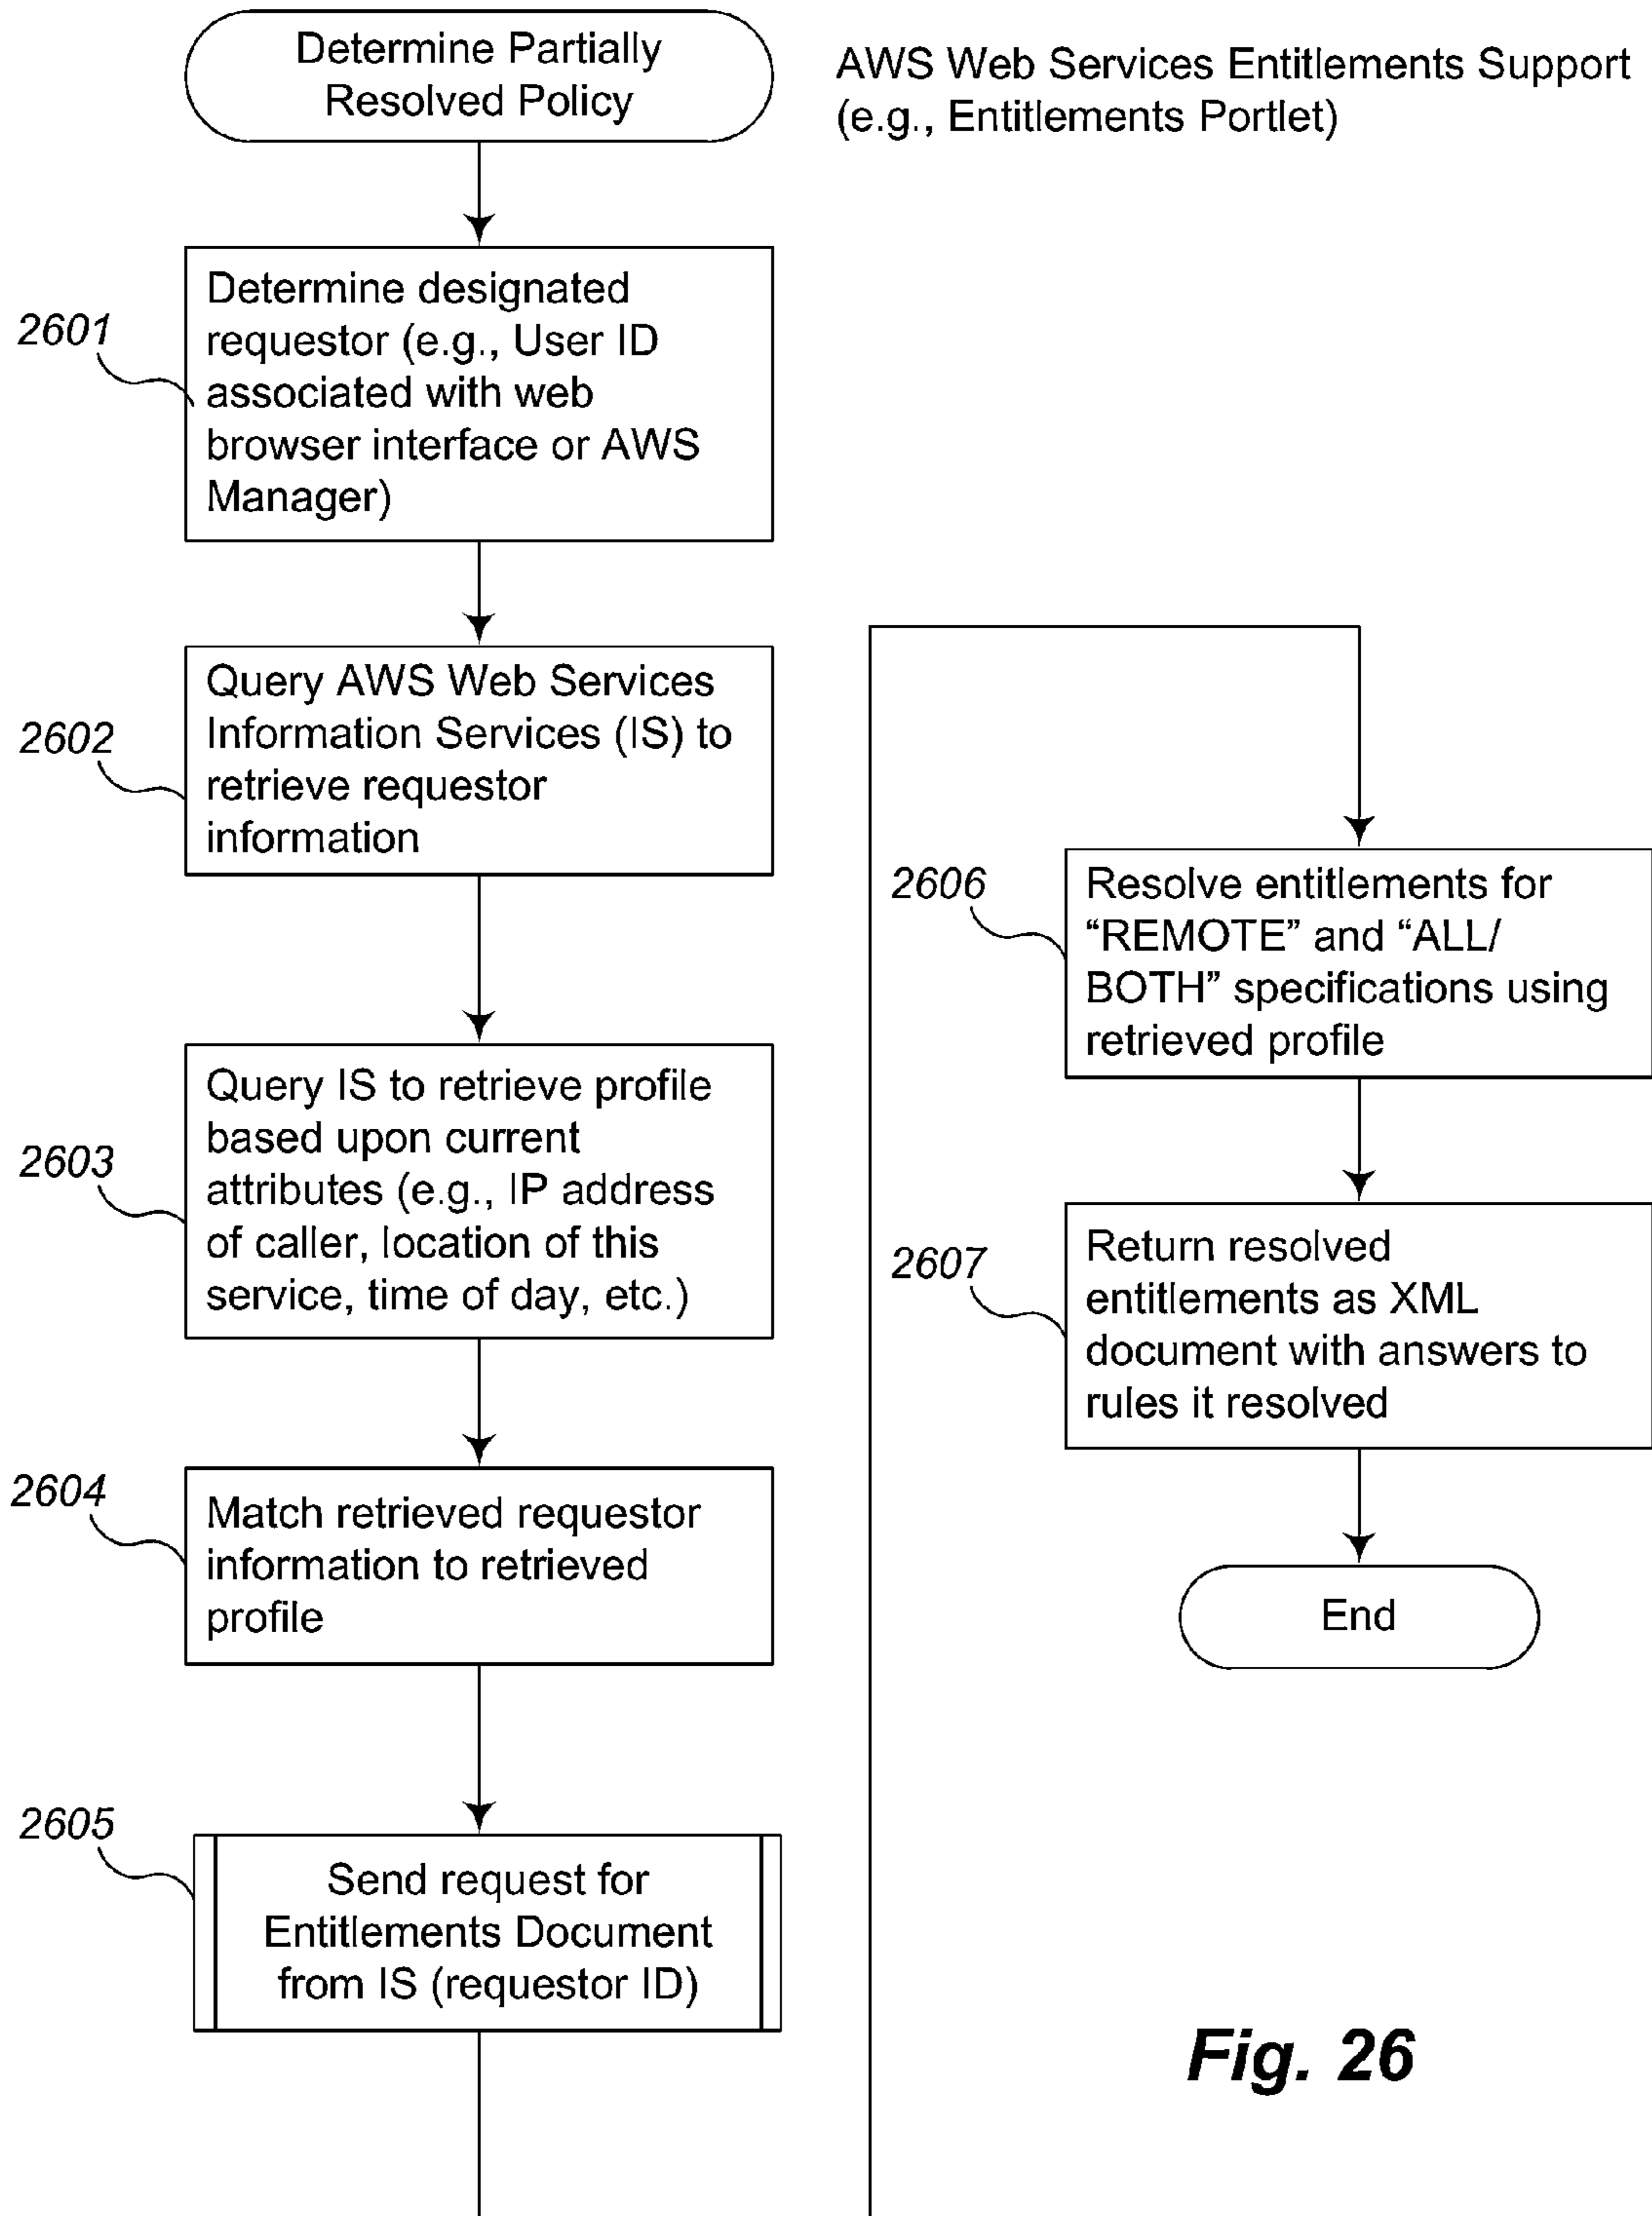 Determine Partially
Resolved Policy
AWS Web Services Entitlements Support
(e.g., Entitlements Portlet)
2601
Determine designated
requestor (e.g., User ID
associated with web
browser interface or AWS
Manager)
2602
Query AWS Web Services
Information Services (IS) to
retrieve requestor
information
2603
Query IS to retrieve profile
based upon current
attributes (e.g., IP address
of caller, location of this
service, time of day, etc.)
2604
Match retrieved requestor
information to retrieved
profile
2605
Send request for
Entitlements Document
from IS (requestor ID)
2606
Resolve entitlements for
“REMOTE” and “ALL/
BOTH” specifications using
retrieved profile
2607
Return resolved
entitlements as XML
document with answers to
rules it resolved
End
Fig. 26